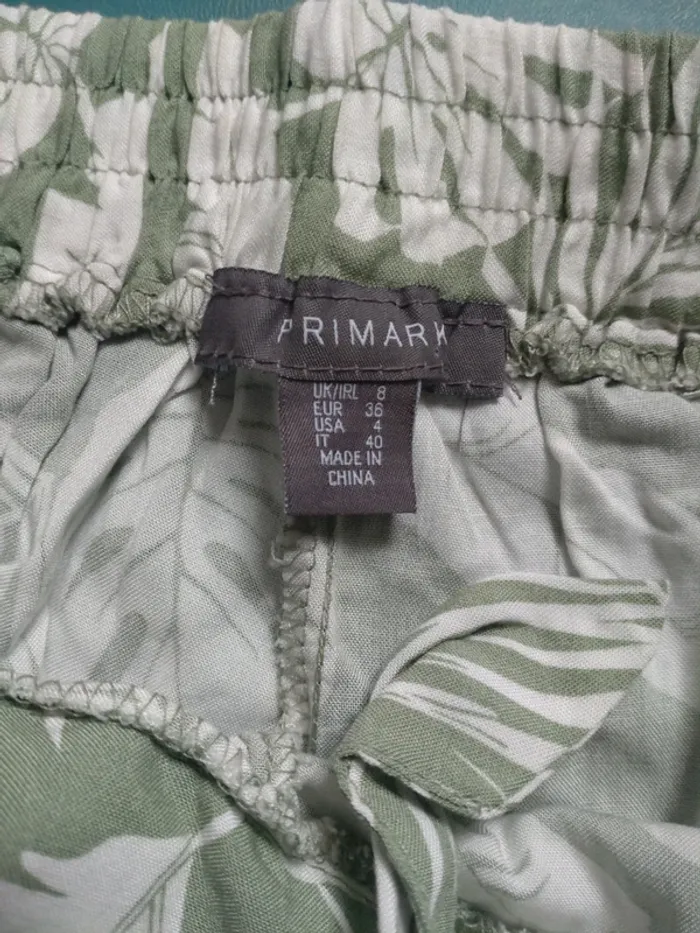 PRIMARK
UK/IRL 8
EUR 36
USA 4
IT 40
MADE IN
CHINA